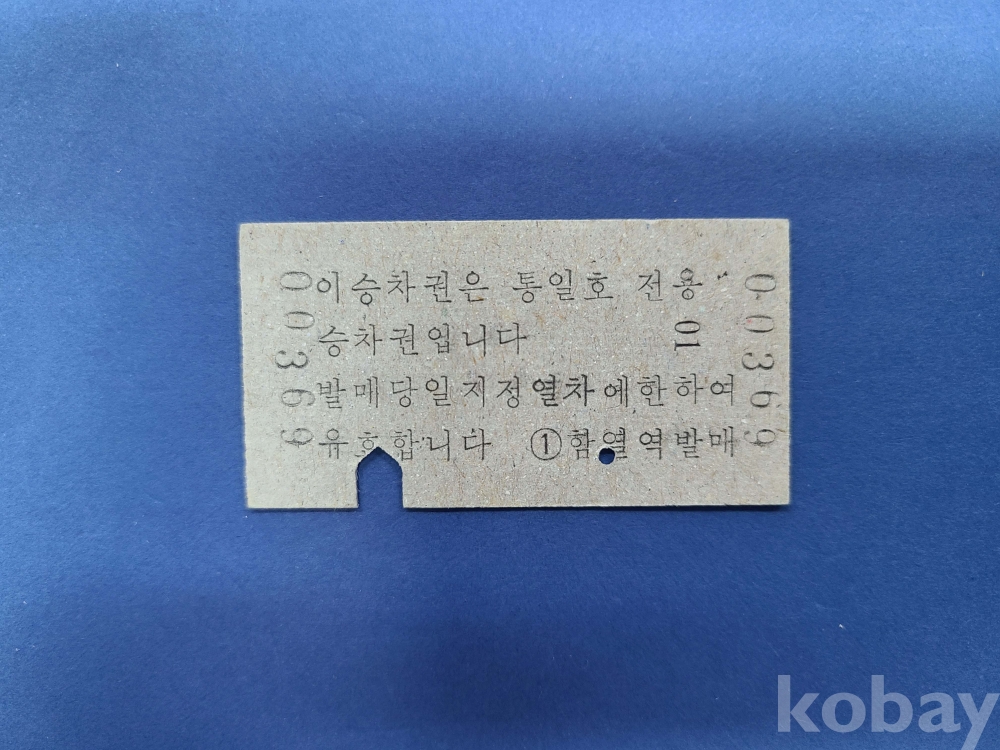 00369
이승차권은 통일호 전용
승차권입니다 01
발매당일지정열차에한하여
유효합니다 ①함열역발매
00369
kobay